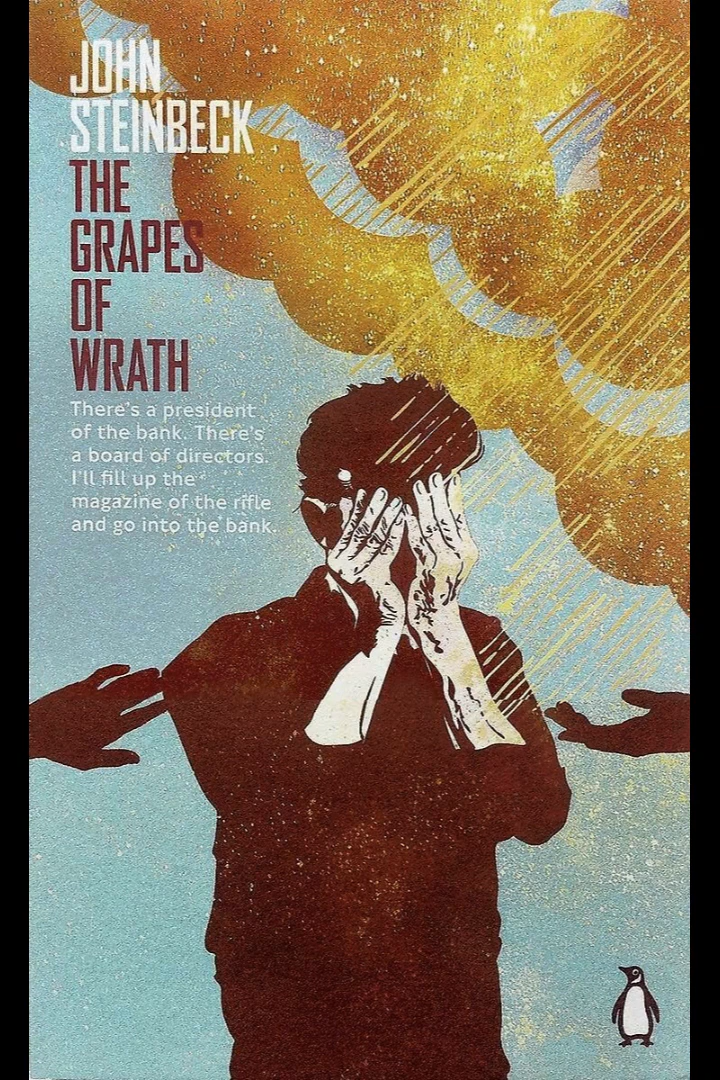 JOHN
STEINBECK
THE
GRAPES
OF
WRATH
There's a president
of the bank. There's
a board of directors.
I'll fill up the
magazine of the rifle
and go into the bank.